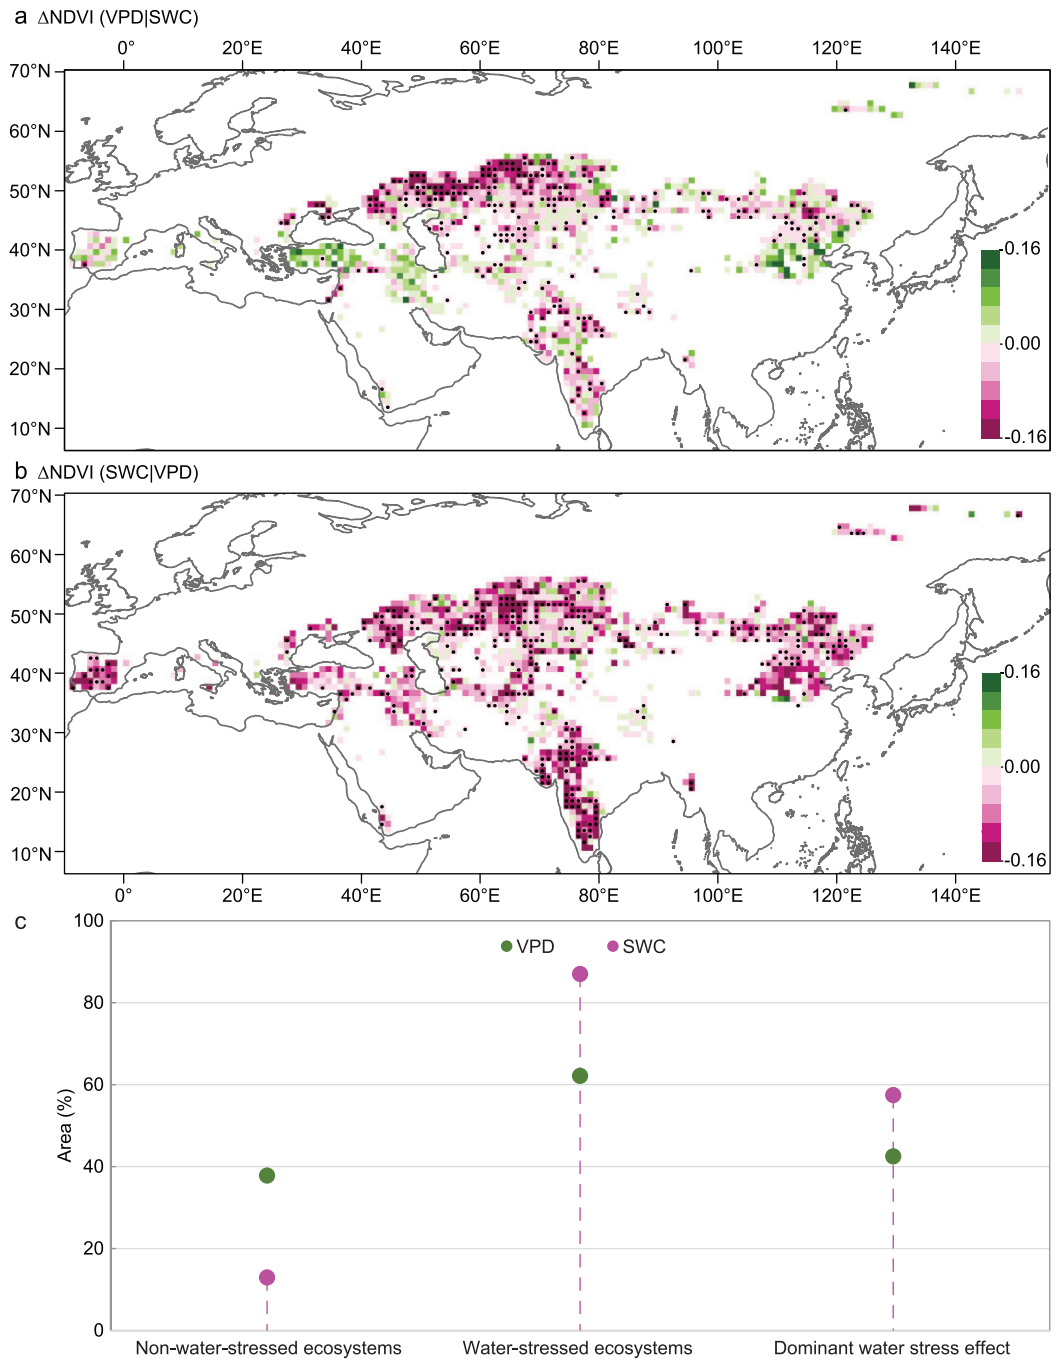 a ΔNDVI (VPD|SWC)
0° 20°E 40°E 60°E 80°E 100°E 120°E 140°E
70°N
60°N
50°N
40°N
30°N
20°N
10°N
0.16
0.00
-0.16
b ΔNDVI (SWC|VPD)
70°N
60°N
50°N
40°N
30°N
20°N
10°N
0.16
0.00
-0.16
0° 20°E 40°E 60°E 80°E 100°E 120°E 140°E
c
100
80
60
40
20
0
Area (%)
VPD SWC
Non-water-stressed ecosystems Water-stressed ecosystems Dominant water stress effect